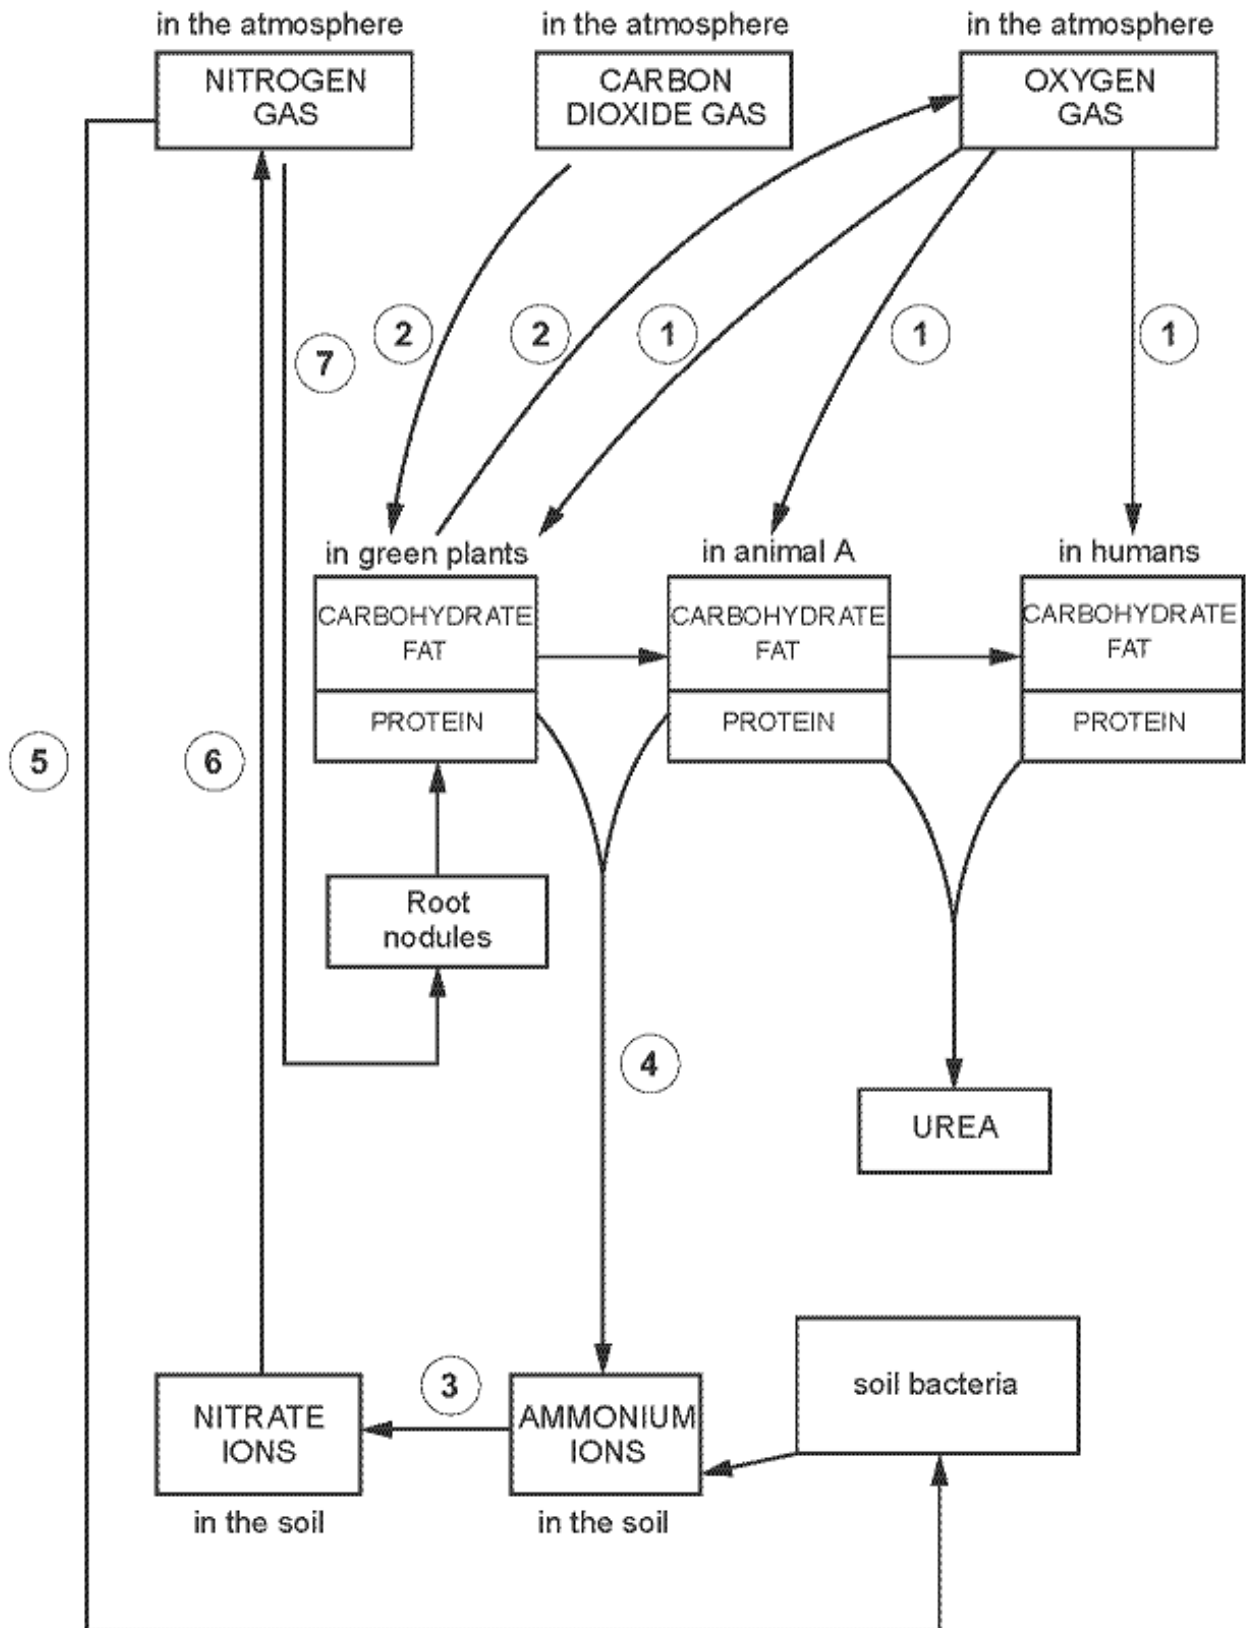 in the atmosphere
NITROGEN
GAS
in the atmosphere
CARBON
DIOXIDE GAS
in the atmosphere
OXYGEN
GAS
2
2
1
1
1
7
in green plants
CARBOHYDRATE
FAT
PROTEIN
in animal A
CARBOHYDRATE
FAT
PROTEIN
in humans
CARBOHYDRATE
FAT
PROTEIN
5
6
Root
nodules
4
UREA
soil bacteria
3
NITRATE
IONS
in the soil
AMMONIUM
IONS
in the soil